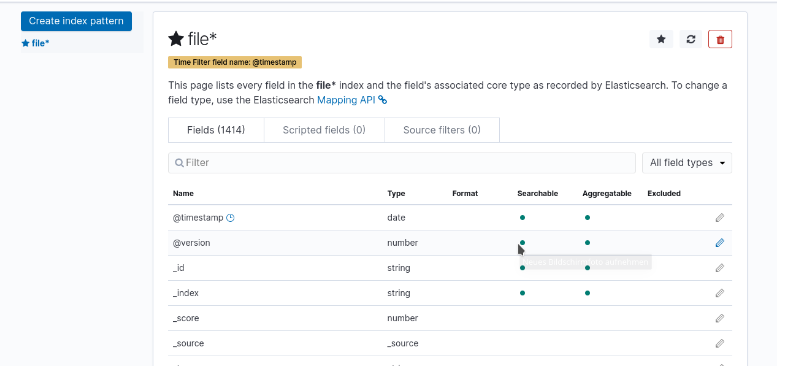 Create index pattern
★ file*
★ file*
Time Filter field name: @timestamp
This page lists every field in the file* index and the field's associated core type as recorded by Elasticsearch. To change a
field type, use the Elasticsearch Mapping API
Fields (1414) Scripted fields (0) Source filters (0)
Filter All field types
Name Type Format Searchable Aggregatable Excluded
@timestamp date
@version number
_id string
_index string
_score number
_source _source